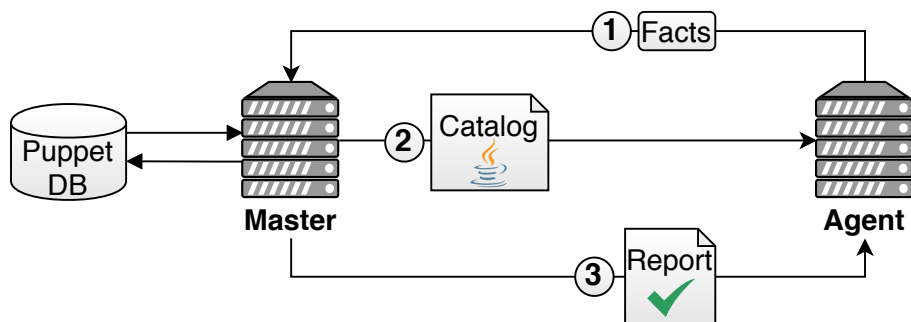 1 Facts
Puppet
DB
2 Catalog
Master
Agent
3 Report